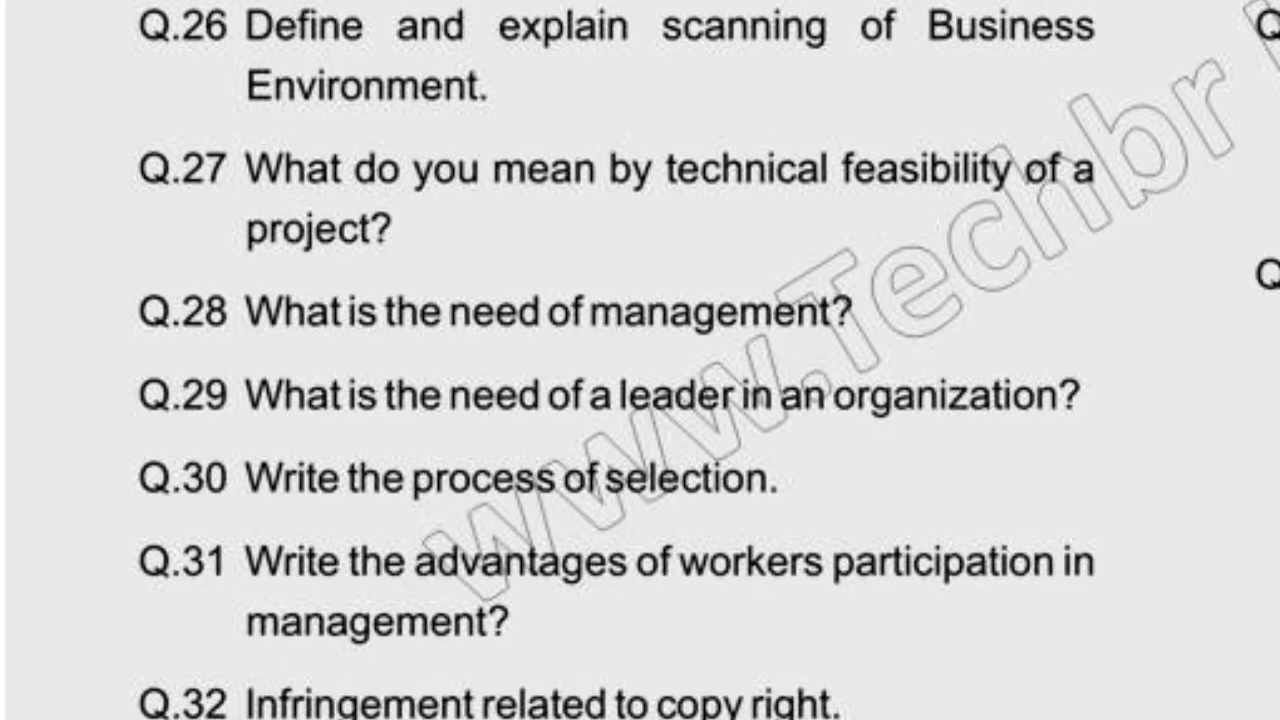 Q.26 Define and explain scanning of Business
Environment.
Q.27 What do you mean by technical feasibility of a
project?
Q.28 What is the need of management?
Q.29 What is the need of a leader in an organization?
Q.30 Write the process of selection.
Q.31 Write the advantages of workers participation in
management?
Q.32 Infringement related to copy right.
www.Techbr
Q
Q